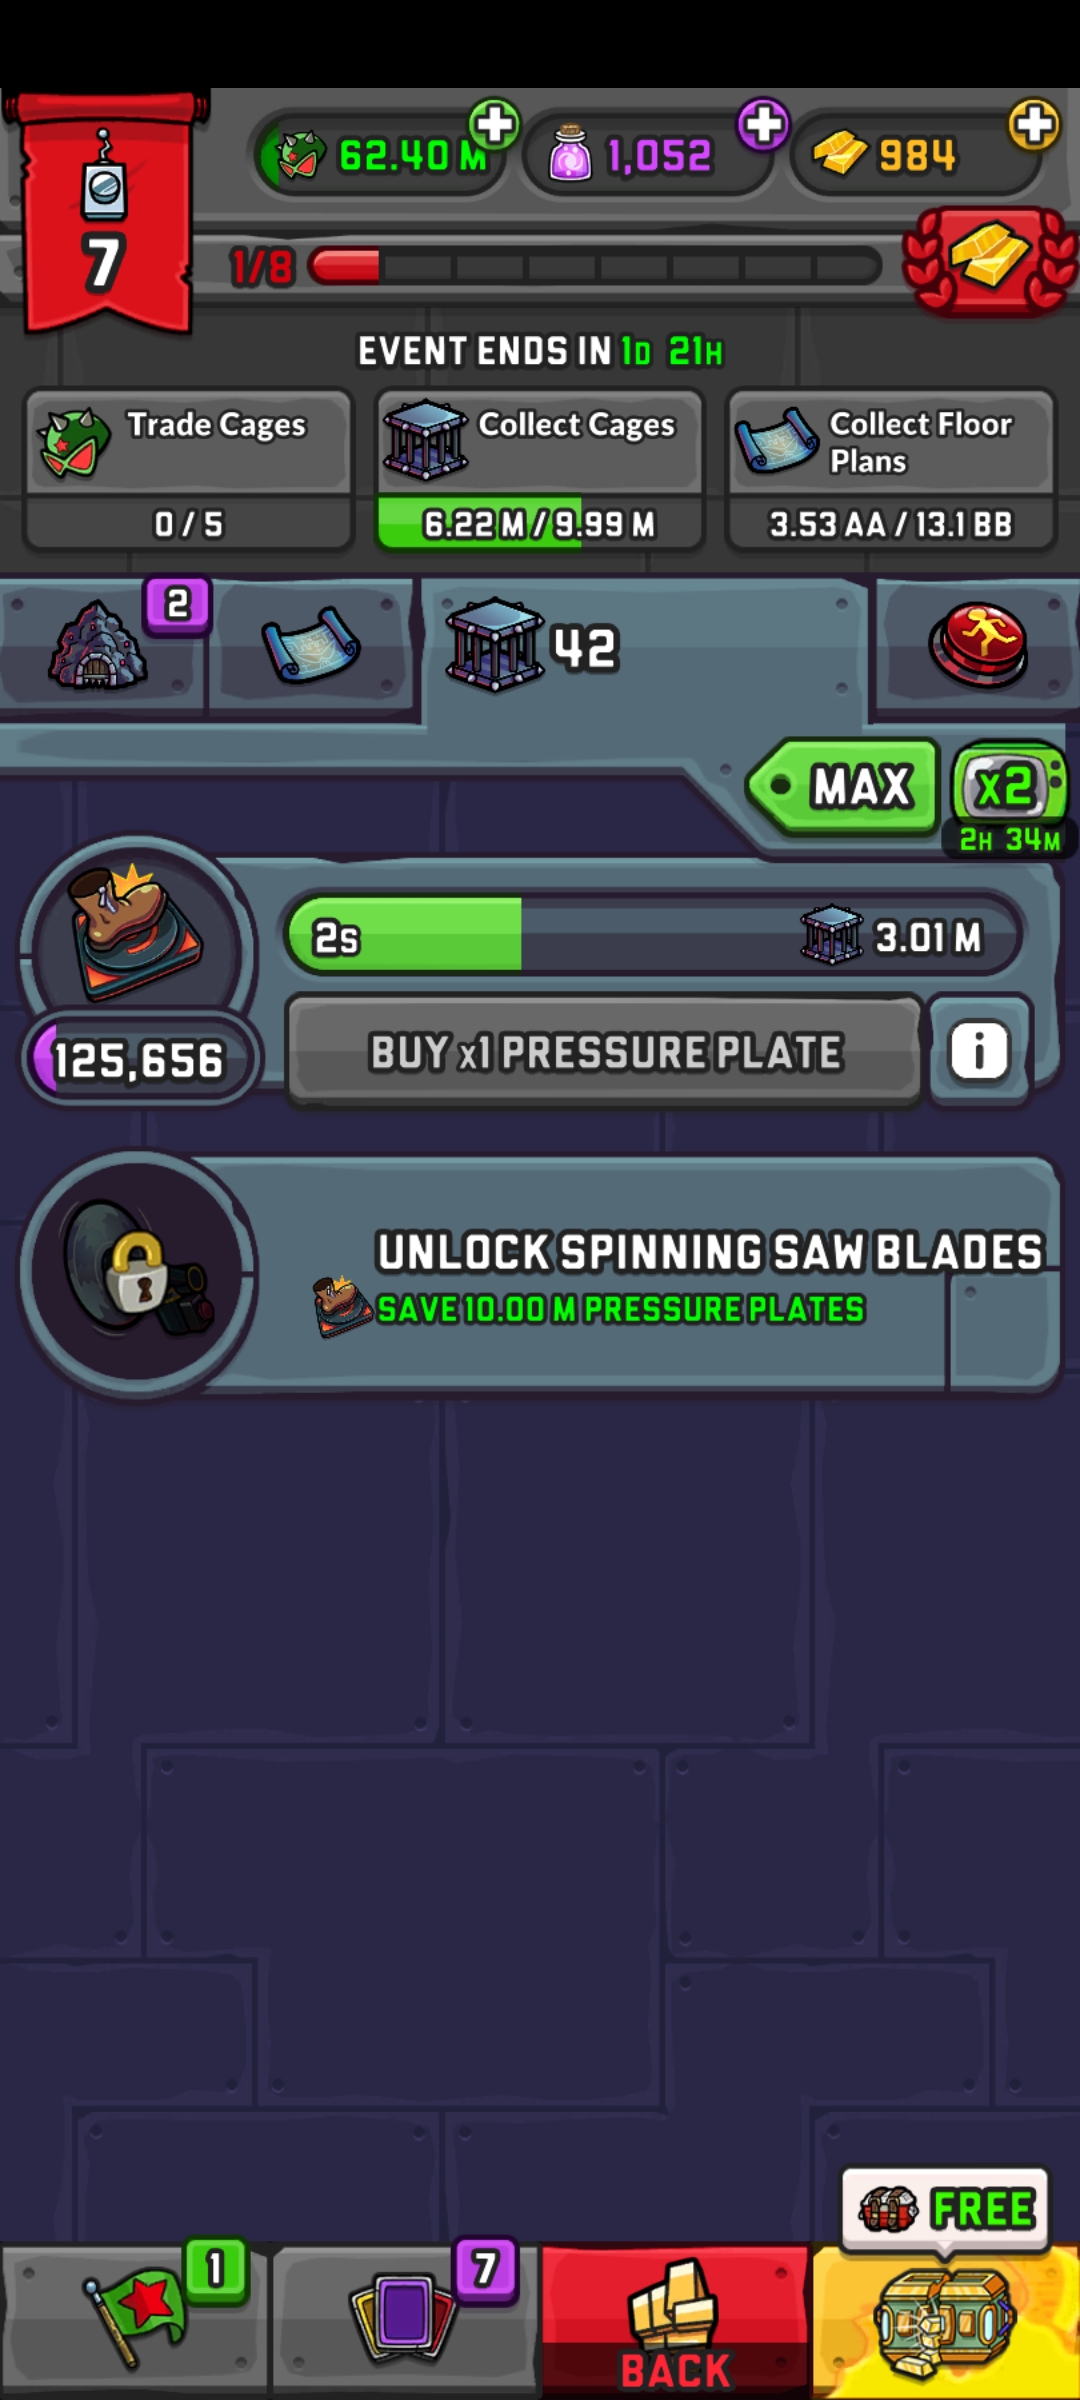 62.40 M
1,052
984
7
1/8
EVENT ENDS IN 1D 21H
Trade Cages
0 / 5
Collect Cages
6.22 M / 9.99 M
Collect Floor
Plans
3.53 AA / 13.1 BB
2
42
MAX
x2
2H 34M
2s
3.01 M
125,656
BUY x1 PRESSURE PLATE
i
UNLOCK SPINNING SAW BLADES
SAVE 10.00 M PRESSURE PLATES
FREE
1
7
BACK